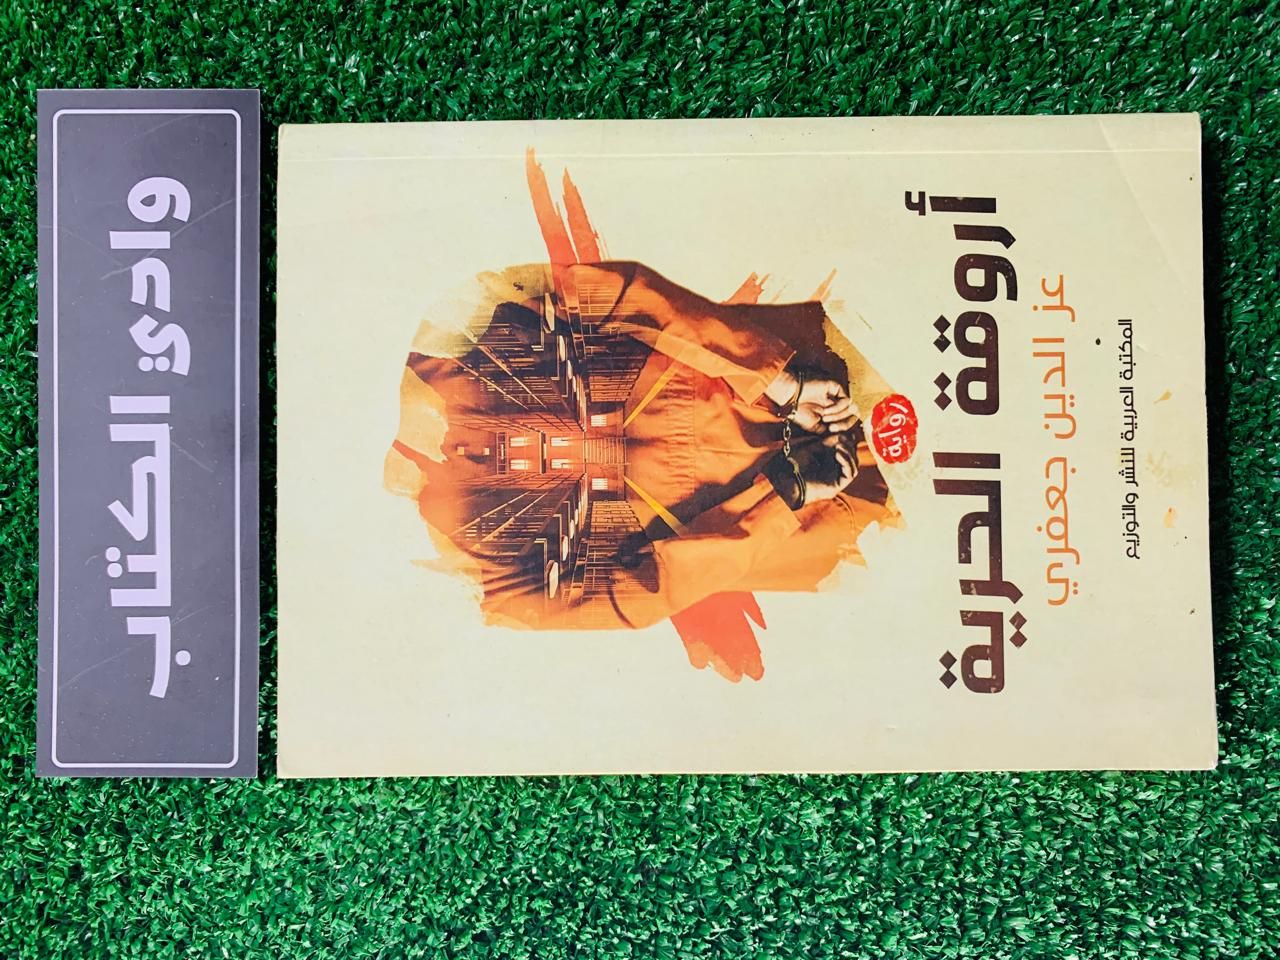 وادي الكتاب
رواية
أروقة الحرية
عز الدين جعفري
المكتبة العربية للنشر والتوزيع